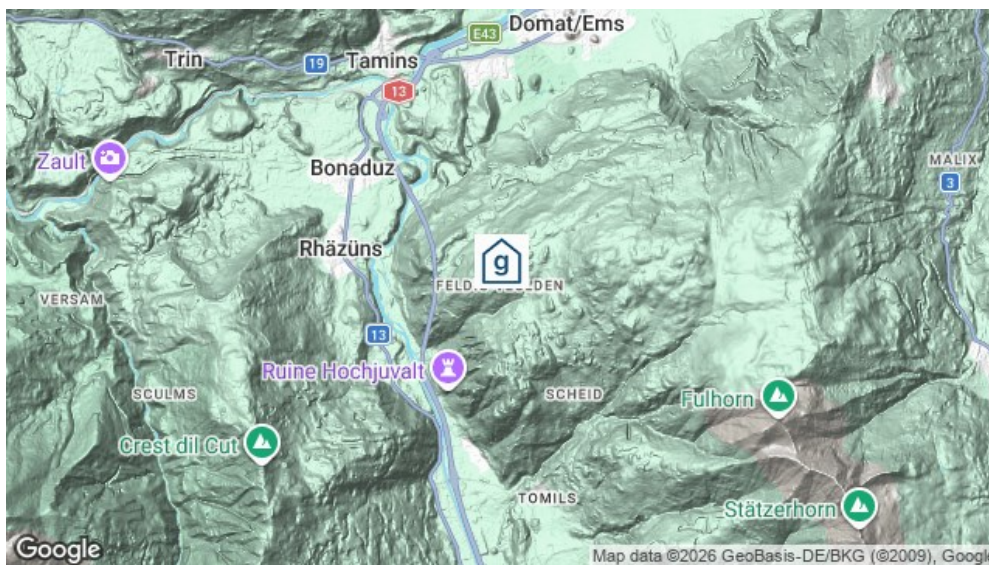 Domat/Ems
E43
Trin
19
Tamins
13
Zault
Bonaduz
MALIX
3
Rhäzüns
g
VERSAM
13
Ruine Hochjuvalt
SCULMS
SCHEID
Fulhorn
Crest dil Cut
TOMILS
Stätzerhorn
Google
Map data ©2026 GeoBasis-DE/BKG (©2009), Google